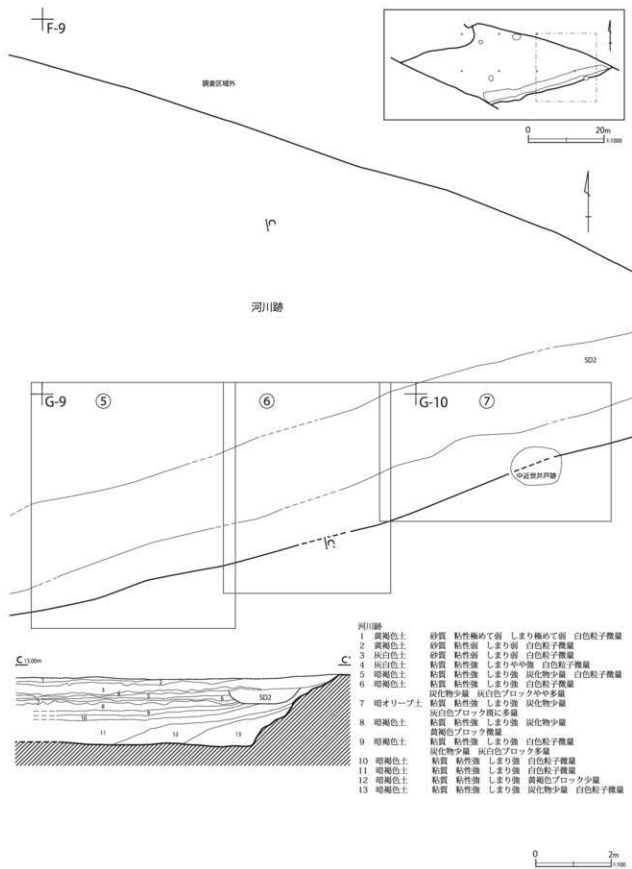 F-9
調査区域外
0 20m
1:1000
C
河川跡
SD2
G-9 ⑤ ⑥ G-10 ⑦
中近世井戸跡
C'
河川跡
1 黄褐色土 砂質 粘性極めて弱 しまり極めて弱 白色粒子微量
2 黄褐色土 砂質 粘性弱 しまり弱 白色粒子微量
3 灰白色土 砂質 粘性弱 しまり弱 白色粒子微量
4 灰白色土 粘質 粘性強 しまりやや強 白色粒子微量
5 暗褐色土 粘質 粘性強 しまり強 炭化物少量 白色粒子微量
6 暗褐色土 粘質 粘性強 しまり強 白色粒子微量
炭化物少量 灰白色ブロックやや多量
7 暗オリーブ土 粘質 粘性強 しまり強 炭化物少量
灰白色ブロック斑に多量
8 暗褐色土 粘質 粘性強 しまり強 炭化物少量
黄褐色ブロック微量
9 暗褐色土 粘質 粘性強 しまり強 白色粒子微量
炭化物少量 灰白色ブロック多量
10 暗褐色土 粘質 粘性強 しまり強 白色粒子微量
11 暗褐色土 粘質 粘性強 しまり強 白色粒子微量
12 暗褐色土 粘質 粘性強 しまり強 黄褐色ブロック少量
13 暗褐色土 粘質 粘性強 しまり強 炭化物少量 白色粒子微量
C 13.00m C'
1 2
3 4 5 6 SD2
8 9
10
11 12 13
0 2m
1:100